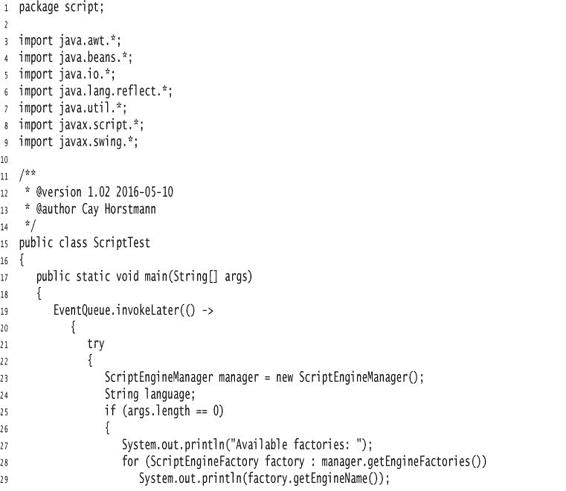 1 package script;
2
3 import java.awt.*;
4 import java.beans.*;
5 import java.io.*;
6 import java.lang.reflect.*;
7 import java.util.*;
8 import javax.script.*;
9 import javax.swing.*;
10
11 /**
12  * @version 1.02 2016-05-10
13  * @author Cay Horstmann
14  */
15 public class ScriptTest
16 {
17    public static void main(String[] args)
18    {
19       EventQueue.invokeLater(() ->
20          {
21             try
22             {
23                ScriptEngineManager manager = new ScriptEngineManager();
24                String language;
25                if (args.length == 0)
26                {
27                   System.out.println("Available factories: ");
28                   for (ScriptEngineFactory factory : manager.getEngineFactories())
29                      System.out.println(factory.getEngineName());